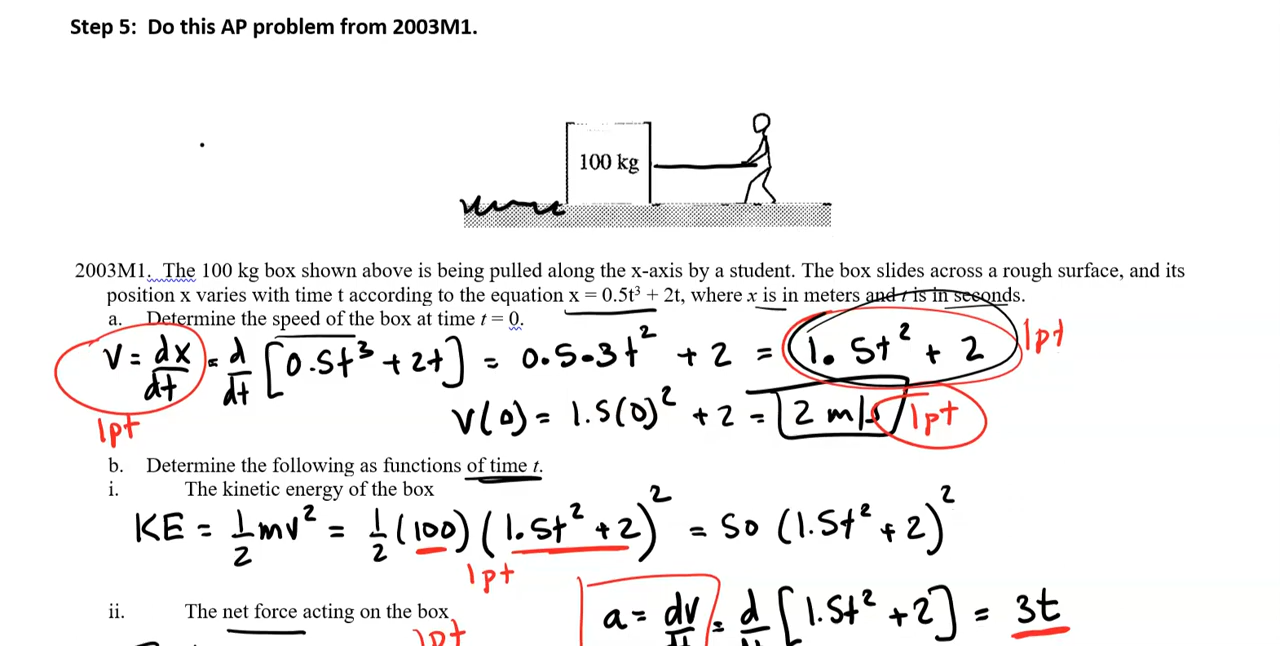 Step 5: Do this AP problem from 2003M1.
100 kg
2003M1. The 100 kg box shown above is being pulled along the x-axis by a student. The box slides across a rough surface, and its
position x varies with time t according to the equation x = 0.5t³ + 2t, where x is in meters and t is in seconds.
a. Determine the speed of the box at time t = 0.
V = dx/dt = d/dt [0.5t³ + 2t] = 0.5·3t² + 2 = 1.5t² + 2 1pt
1pt
V(0) = 1.5(0)² + 2 = 2 m/s 1pt
b. Determine the following as functions of time t.
i. The kinetic energy of the box
KE = 1/2 mv² = 1/2 (100) (1.5t² + 2)² = 50 (1.5t² + 2)²
1pt
ii. The net force acting on the box
a = dv/dt = d/dt [1.5t² + 2] = 3t
1pt